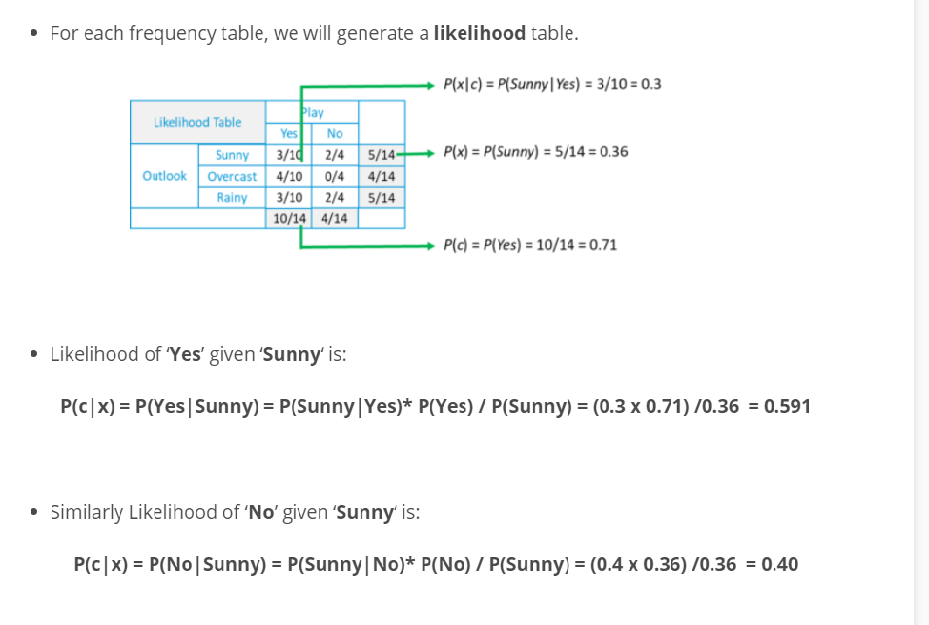 • For each frequency table, we will generate a likelihood table.
P(x|c) = P(Sunny|Yes) = 3/10 = 0.3
Likelihood Table Play
Yes No
Sunny 3/10 2/4 5/14 P(x) = P(Sunny) = 5/14 = 0.36
Outlook Overcast 4/10 0/4 4/14
Rainy 3/10 2/4 5/14
10/14 4/14
P(c) = P(Yes) = 10/14 = 0.71
• Likelihood of ‘Yes’ given ‘Sunny‘ is:
P(c|x) = P(Yes|Sunny) = P(Sunny|Yes)* P(Yes) / P(Sunny) = (0.3 x 0.71) /0.36 = 0.591
• Similarly Likelihood of ‘No’ given ‘Sunny‘ is:
P(c|x) = P(No|Sunny) = P(Sunny|No)* P(No) / P(Sunny) = (0.4 x 0.36) /0.36 = 0.40